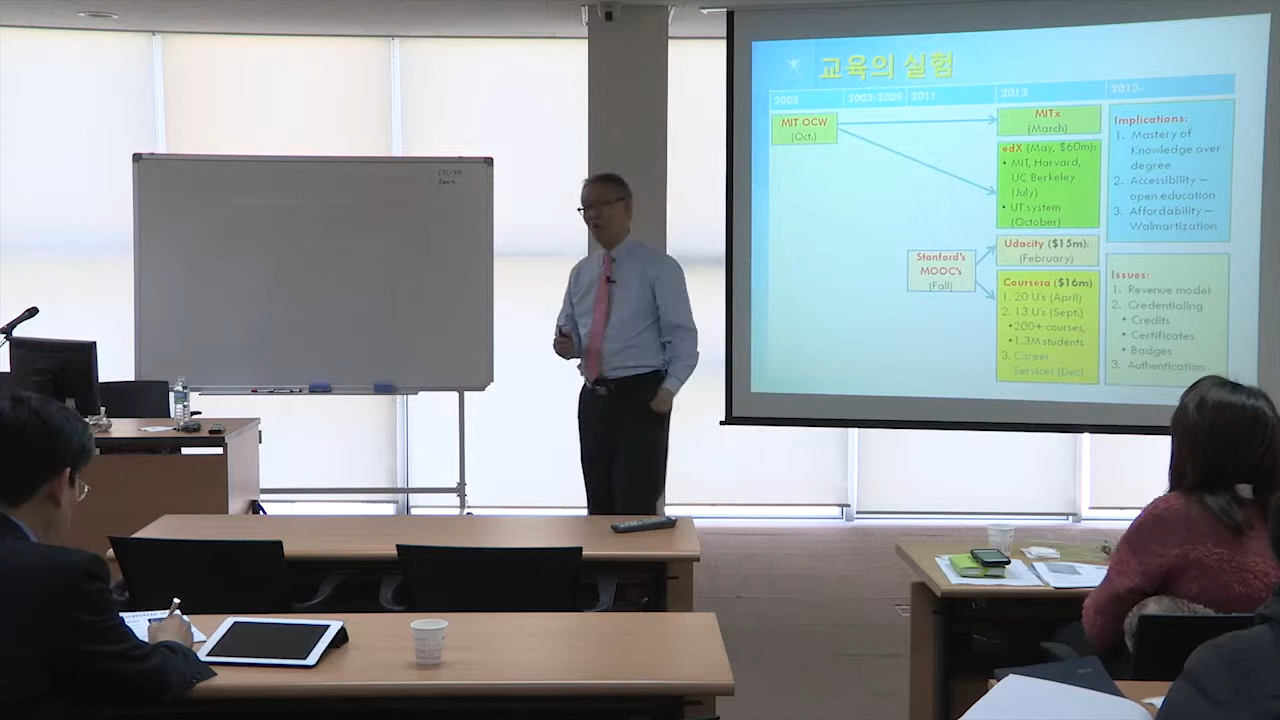 교육의 실험
2002
2003-2009
2011
2012
2013-
MIT OCW
(Oct.)
MITx
(March)
edX (May, $60m):
• MIT, Harvard,
UC Berkeley
(July)
• UT system
(October)
Stanford's
MOOC's
(Fall)
Udacity ($15m):
(February)
Coursera ($16m)
1. 20 U's (April)
2. 13 U's (Sept.)
•200+ courses,
•1.3M students
3. Career
Services (Dec)
Implications:
1. Mastery of
Knowledge over
degree
2. Accessibility –
open education
3. Affordability –
Walmartization
Issues:
1. Revenue model
2. Credentialing
• Credits
• Certificates
• Badges
3. Authentication